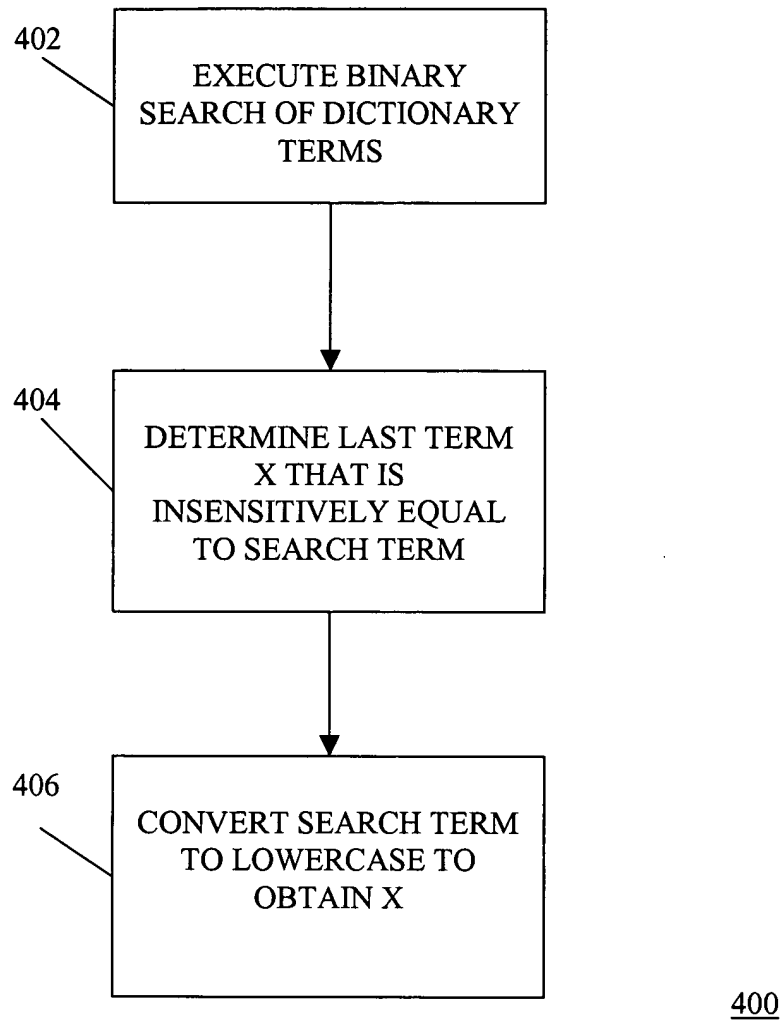 402
EXECUTE BINARY
SEARCH OF DICTIONARY
TERMS
404
DETERMINE LAST TERM
X THAT IS
INSENSITIVELY EQUAL
TO SEARCH TERM
406
CONVERT SEARCH TERM
TO LOWERCASE TO
OBTAIN X
400